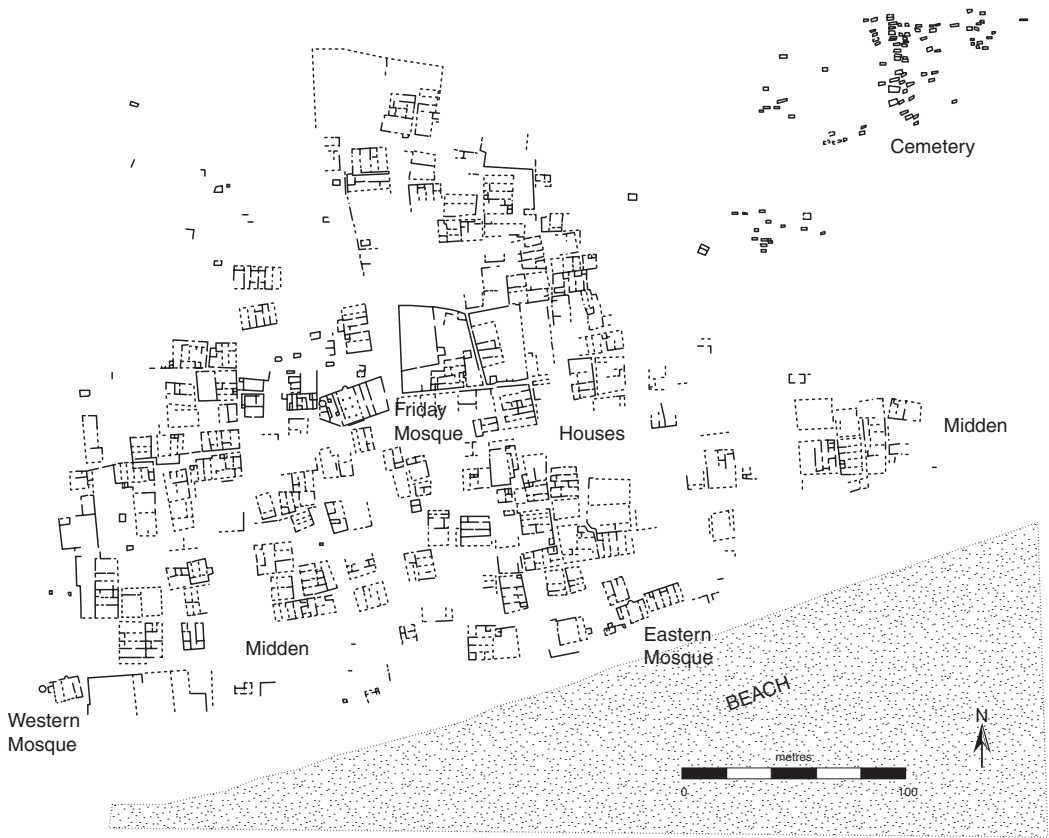 Cemetery
Friday
Mosque
Houses
Midden
Midden
Eastern
Mosque
Western
Mosque
BEACH
N
metres
0
100